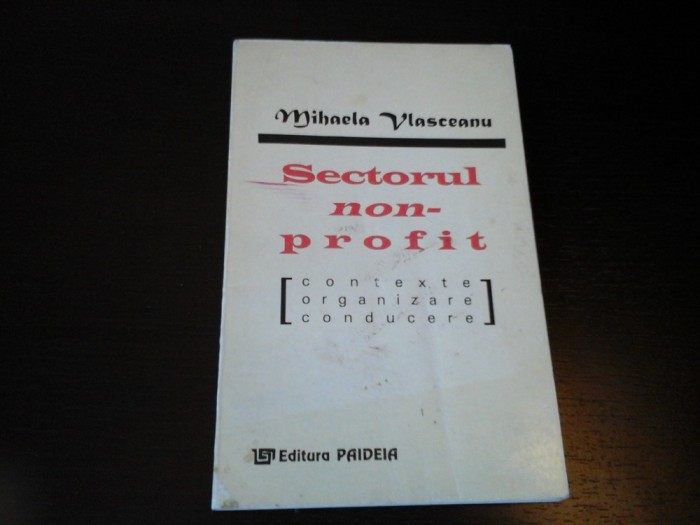 Mihaela Vlasceanu
Sectorul
non-
profit
[contexte
organizare
conducere]
Editura PAIDEIA